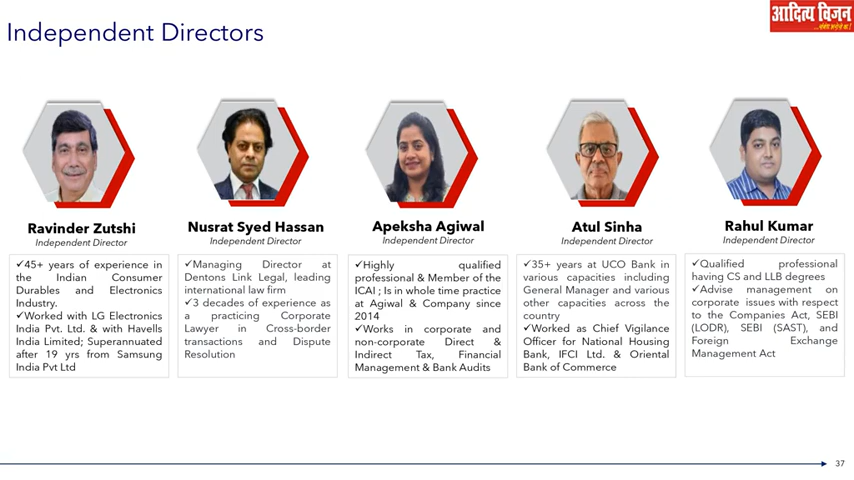 Independent Directors
आदित्य विजन
...संबंध भरोसे का!
Ravinder Zutshi
Independent Director
✓45+ years of experience in
the Indian Consumer
Durables and Electronics
Industry.
✓Worked with LG Electronics
India Pvt. Ltd. & with Havells
India Limited; Superannuated
after 19 yrs from Samsung
India Pvt Ltd
Nusrat Syed Hassan
Independent Director
✓Managing Director at
Dentons Link Legal, leading
international law firm
✓3 decades of experience as
a practicing Corporate
Lawyer in Cross-border
transactions and Dispute
Resolution
Apeksha Agiwal
Independent Director
✓Highly qualified
professional & Member of the
ICAI ; Is in whole time practice
at Agiwal & Company since
2014
✓Works in corporate and
non-corporate Direct &
Indirect Tax, Financial
Management & Bank Audits
Atul Sinha
Independent Director
✓35+ years at UCO Bank in
various capacities including
General Manager and various
other capacities across the
country
✓Worked as Chief Vigilance
Officer for National Housing
Bank, IFCI Ltd. & Oriental
Bank of Commerce
Rahul Kumar
Independent Director
✓Qualified professional
having CS and LLB degrees
✓Advise management on
corporate issues with respect
to the Companies Act, SEBI
(LODR), SEBI (SAST), and
Foreign Exchange
Management Act
37